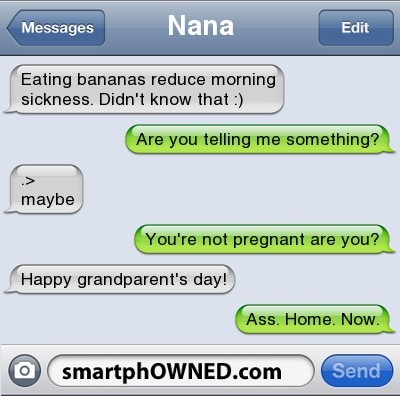 Messages Nana Edit
Eating bananas reduce morning
sickness. Didn't know that :)
Are you telling me something?
.>
maybe
You're not pregnant are you?
Happy grandparent's day!
Ass. Home. Now.
smartphOWNED.com Send